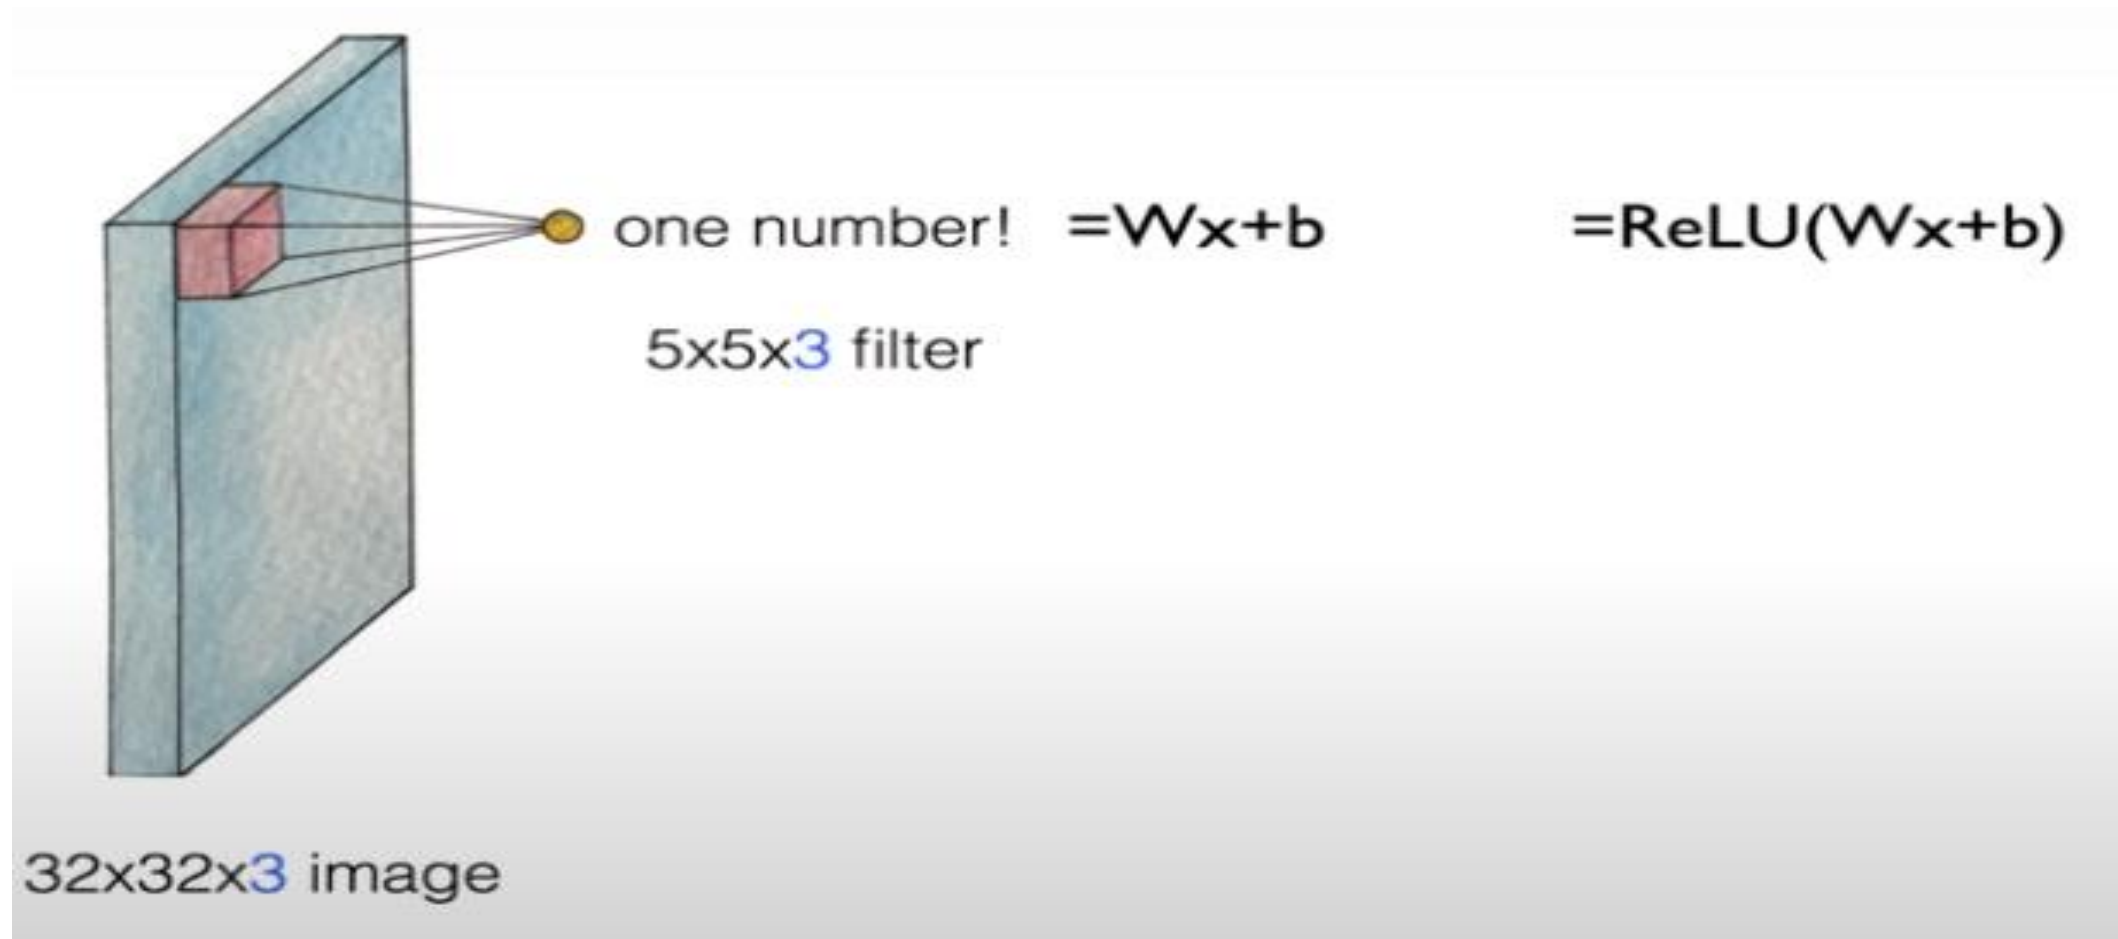 one number! =Wx+b =ReLU(Wx+b)
5x5x3 filter
32x32x3 image